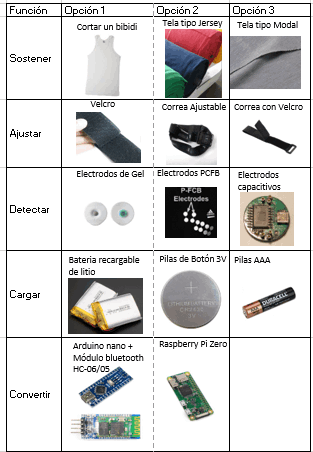 Función Opción 1 Opción 2 Opción 3
Sostener
Cortar un bibidi
Tela tipo Jersey
Tela tipo Modal
Ajustar
Velcro
Correa Ajustable
Correa con Velcro
Detectar
Electrodos de Gel
Electrodos PCFB
P-FCB
Electrodes
Electrodos
capacitivos
Cargar
Bateria recargable
de litio
Pilas de Botón 3V
Pilas AAA
DURACELL
Convertir
Arduino nano +
Módulo bluetooth
HC-06/05
Raspberry Pi Zero